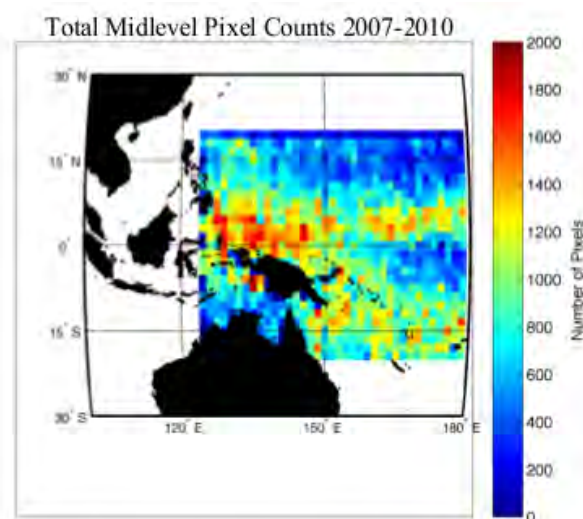 Total Midlevel Pixel Counts 2007-2010
30° N
15° N
0°
15° S
30° S
120° E
150° E
180° E
2000
1800
1600
1400
1200
1000
800
600
400
200
0
Number of Pixels